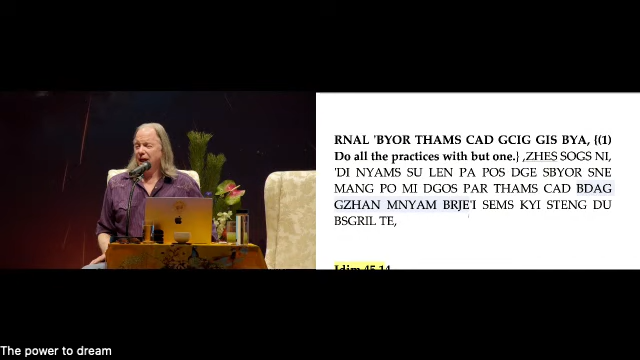 RNAL 'BYOR THAMS CAD GCIG GIS BYA, {(1)
Do all the practices with but one.} ,ZHES SOGS NI,
'DI NYAMS SU LEN PA POS DGE SBYOR SNE
MANG PO MI DGOS PAR THAMS CAD BDAG
GZHAN MNYAM BRJE'I SEMS KYI STENG DU
BSGRIL TE,
The power to dream